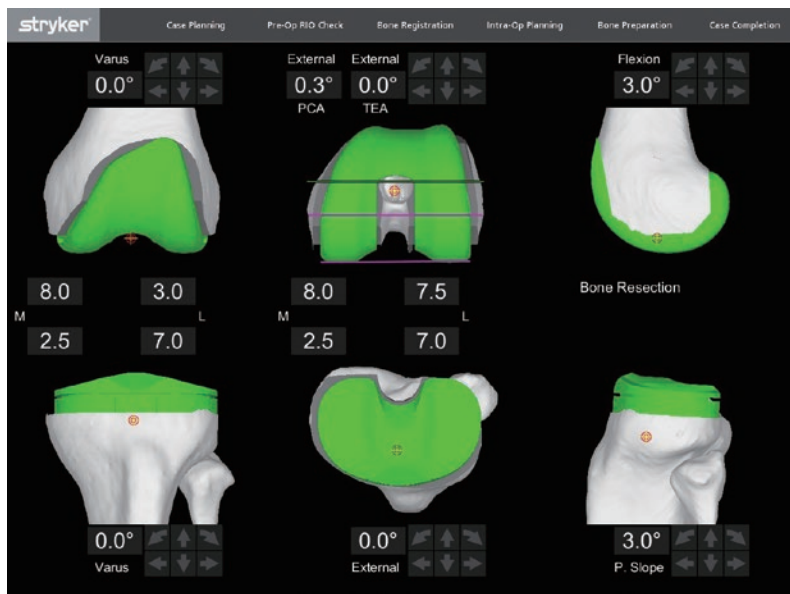 stryker
Case Planning
Pre-Op RIO Check
Bone Registration
Intra-Op Planning
Bone Preparation
Case Completion
Varus
0.0°
External External
0.3° 0.0°
PCA TEA
Flexion
3.0°
8.0 3.0
M L
2.5 7.0
8.0 7.5
M L
2.5 7.0
Bone Resection
0.0°
Varus
0.0°
External
3.0°
P. Slope